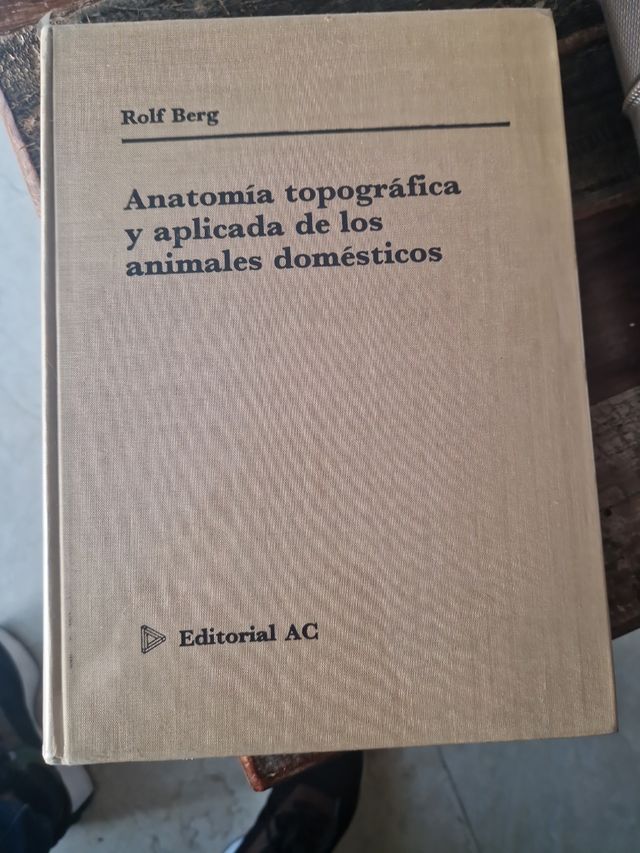 Rolf Berg
Anatomía topográfica
y aplicada de los
animales domésticos
Editorial AC